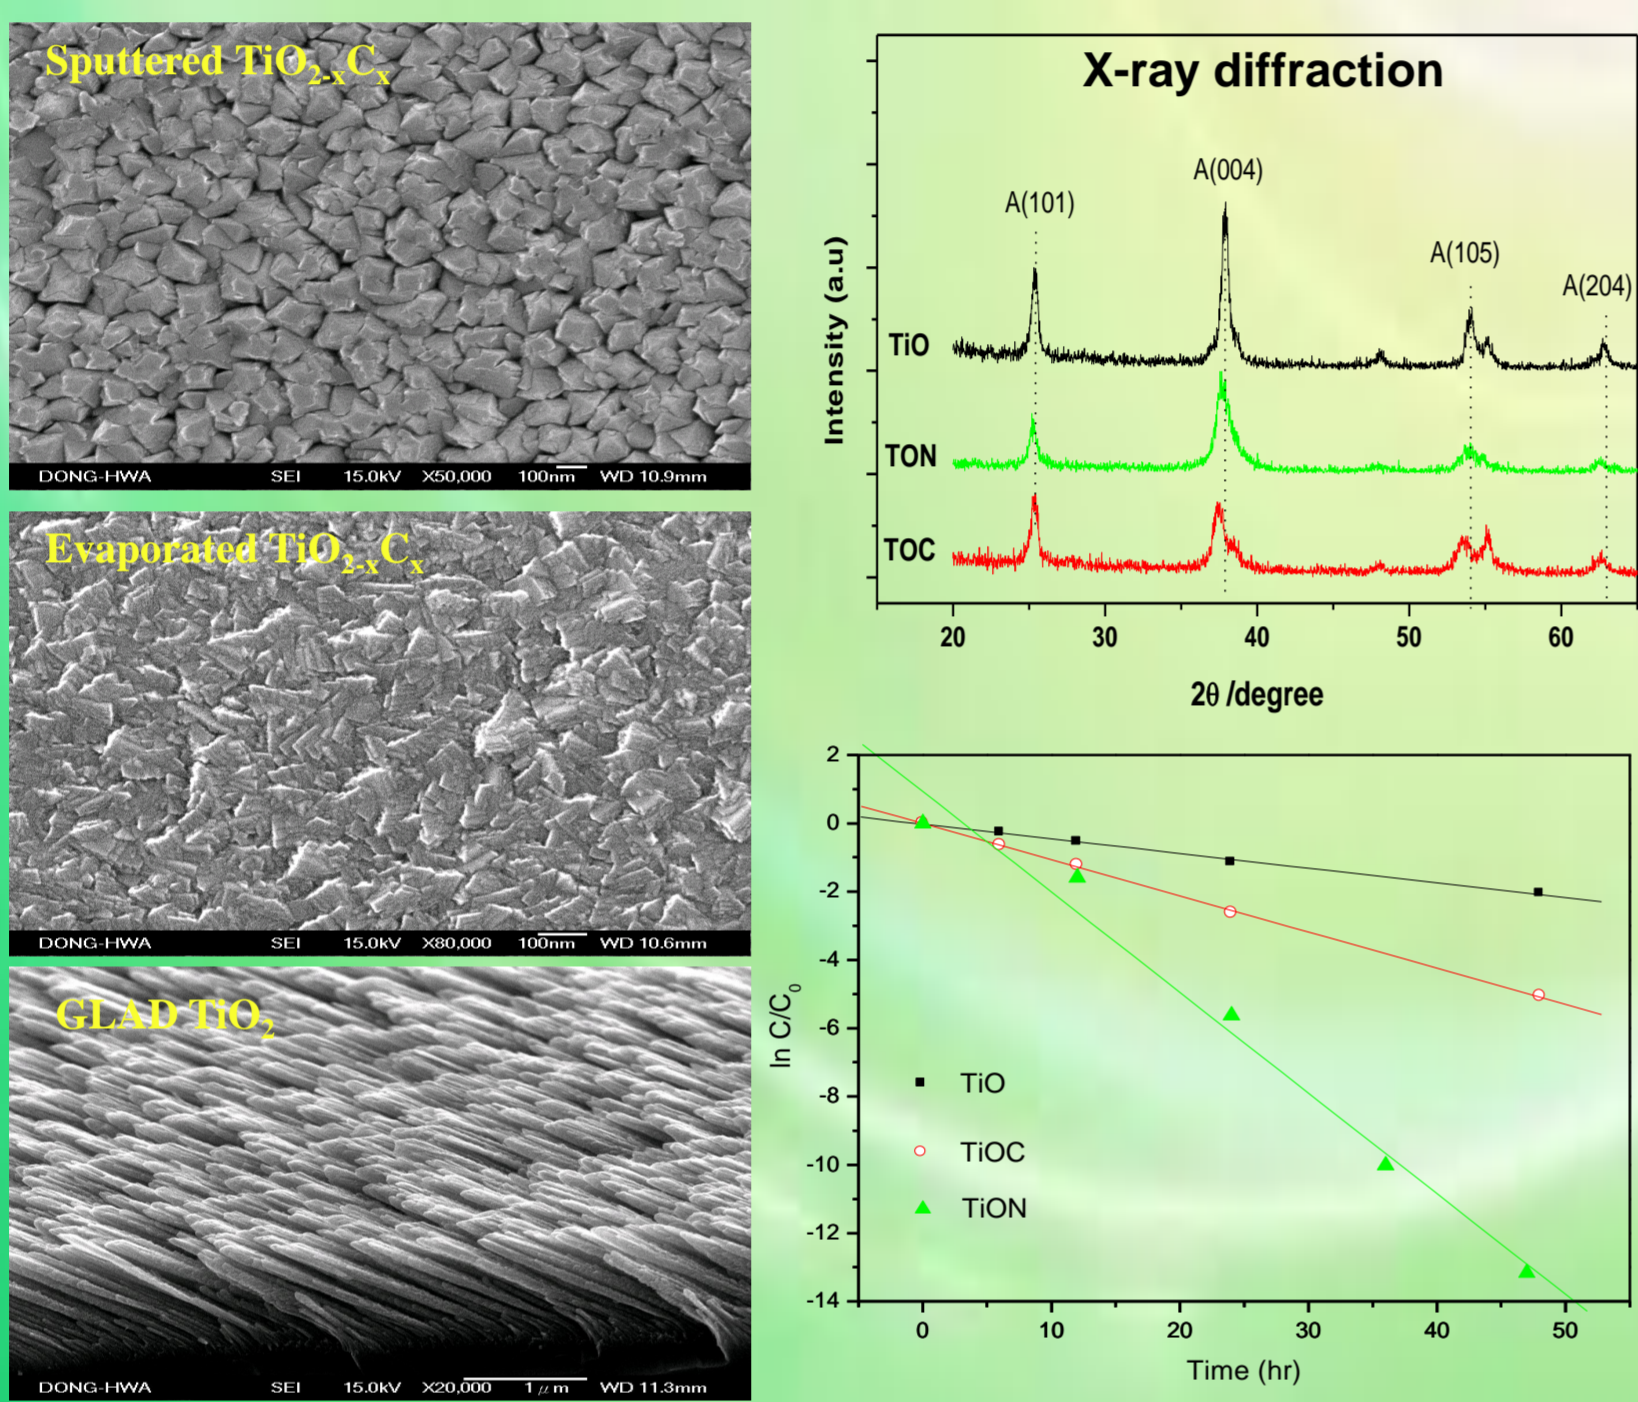 Sputtered TiO2-xCx
DONG-HWA SEI 15.0kV X50,000 100nm WD 10.9mm
Evaporated TiO2-xCx
DONG-HWA SEI 15.0kV X80,000 100nm WD 10.6mm
GLAD TiO2
DONG-HWA SEI 15.0kV X20,000 1μm WD 11.3mm
X-ray diffraction
A(004)
A(101)
A(105)
A(204)
Intensity (a.u)
TiO
TON
TOC
20 30 40 50 60
2θ /degree
2
0
-2
-4
-6
-8
-10
-12
-14
ln C/C0
TiO
TiOC
TiON
0 10 20 30 40 50
Time (hr)